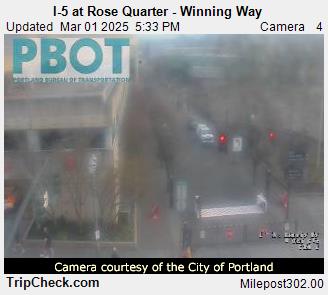 I-5 at Rose Quarter - Winning Way
Updated Mar 01 2025 5:33 PM Camera 4
PBOT
PORTLAND BUREAU OF TRANSPORTATION
Camera courtesy of the City of Portland
TripCheck.com Milepost302.00